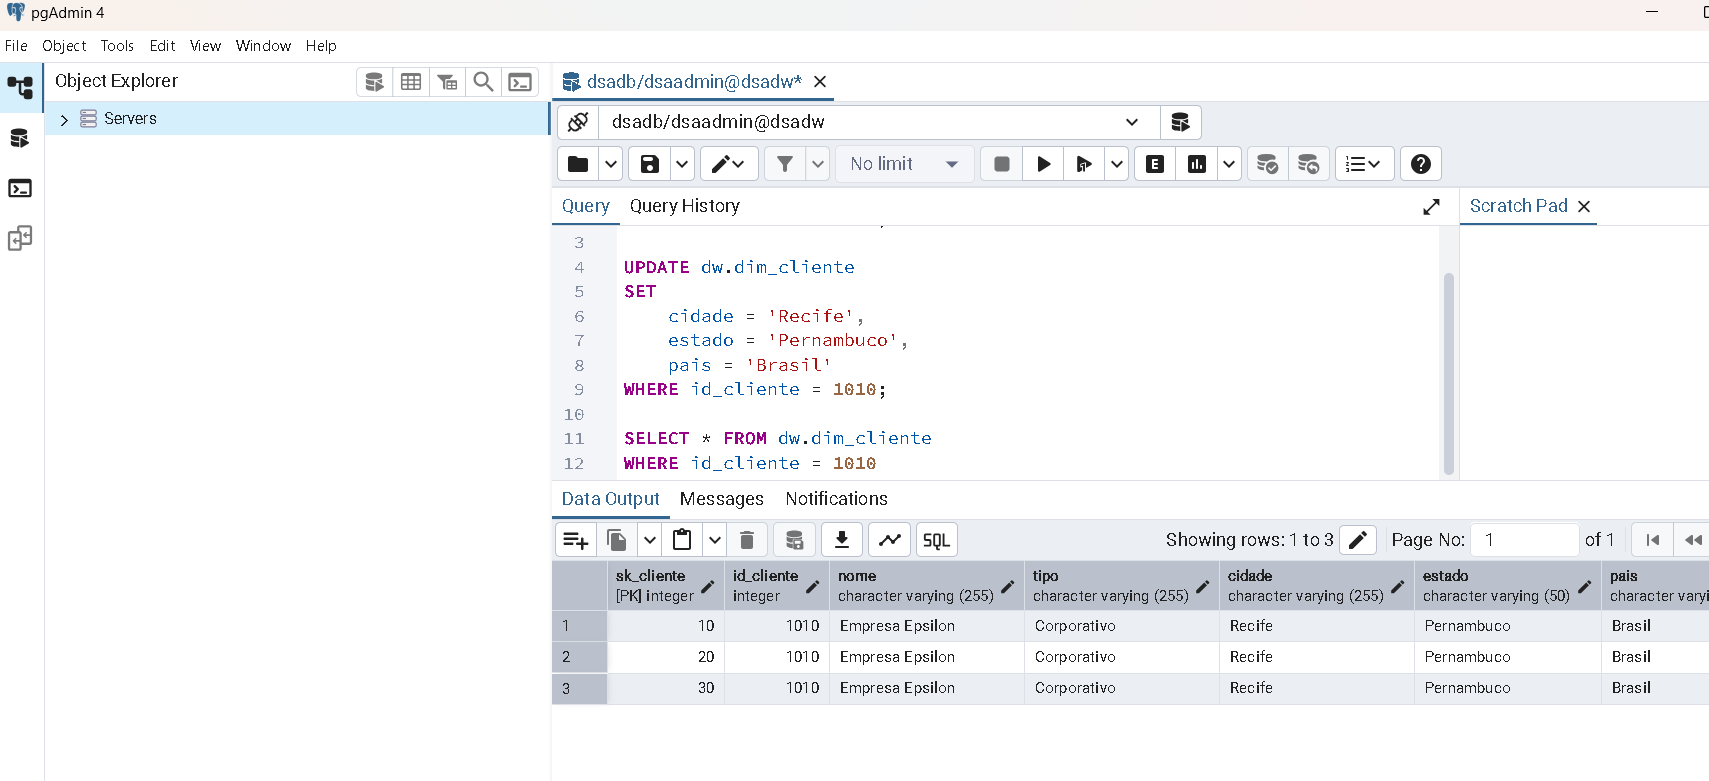 pgAdmin 4
File Object Tools Edit View Window Help
Object Explorer
Servers
dsadb/dsaadmin@dsadw*
dsadb/dsaadmin@dsadw
No limit
E
Query Query History
Scratch Pad
3
4 UPDATE dw.dim_cliente
5 SET
6 cidade = 'Recife',
7 estado = 'Pernambuco',
8 pais = 'Brasil'
9 WHERE id_cliente = 1010;
10
11 SELECT * FROM dw.dim_cliente
12 WHERE id_cliente = 1010
Data Output Messages Notifications
SQL Showing rows: 1 to 3 Page No: 1 of 1
sk_cliente id_cliente nome tipo cidade estado pais
[PK] integer integer character varying (255) character varying (255) character varying (255) character varying (50) character varyi
1 10 1010 Empresa Epsilon Corporativo Recife Pernambuco Brasil
2 20 1010 Empresa Epsilon Corporativo Recife Pernambuco Brasil
3 30 1010 Empresa Epsilon Corporativo Recife Pernambuco Brasil